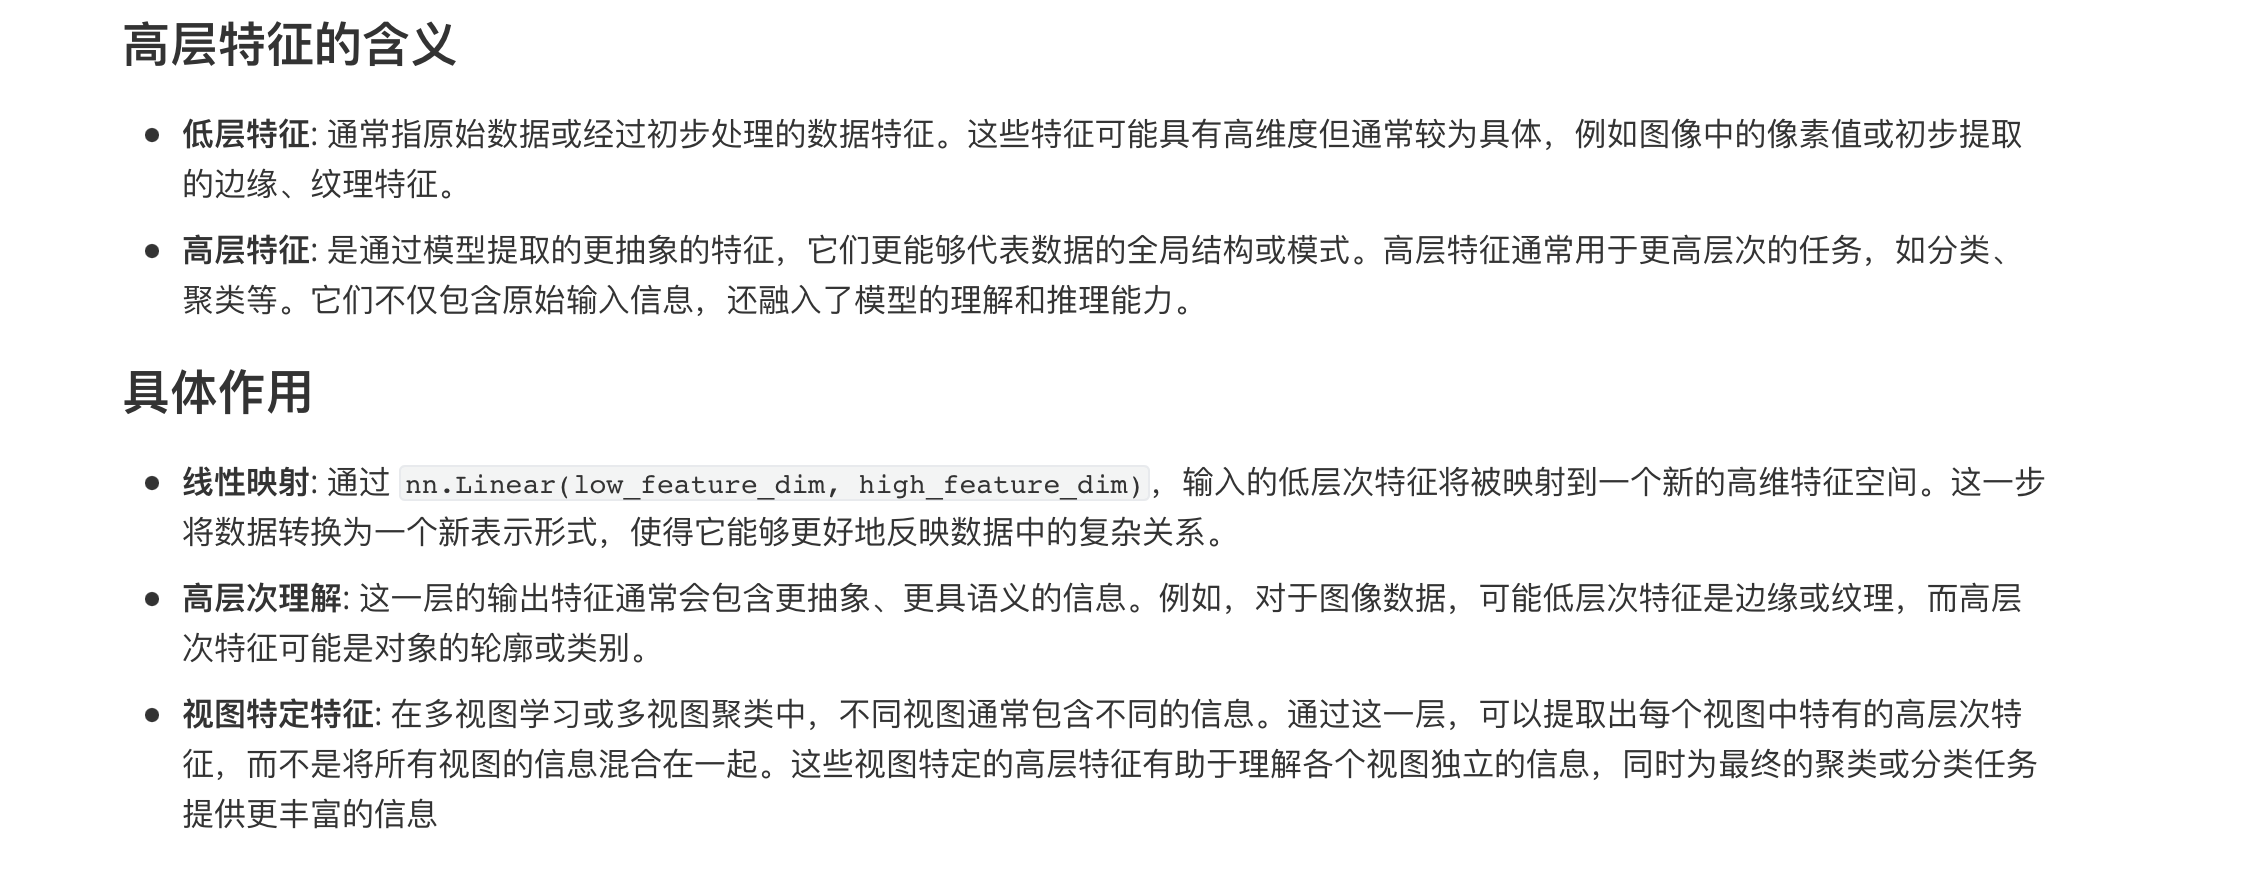 高层特征的含义
低层特征: 通常指原始数据或经过初步处理的数据特征。这些特征可能具有高维度但通常较为具体，例如图像中的像素值或初步提取
的边缘、纹理特征。
高层特征: 是通过模型提取的更抽象的特征，它们更能够代表数据的全局结构或模式。高层特征通常用于更高层次的任务，如分类、
聚类等。它们不仅包含原始输入信息，还融入了模型的理解和推理能力。
具体作用
线性映射: 通过 nn.Linear(low_feature_dim, high_feature_dim)，输入的低层次特征将被映射到一个新的高维特征空间。这一步
将数据转换为一个新表示形式，使得它能够更好地反映数据中的复杂关系。
高层次理解: 这一层的输出特征通常会包含更抽象、更具语义的信息。例如，对于图像数据，可能低层次特征是边缘或纹理，而高层
次特征可能是对象的轮廓或类别。
视图特定特征: 在多视图学习或多视图聚类中，不同视图通常包含不同的信息。通过这一层，可以提取出每个视图中特有的高层次特
征，而不是将所有视图的信息混合在一起。这些视图特定的高层特征有助于理解各个视图独立的信息，同时为最终的聚类或分类任务
提供更丰富的信息